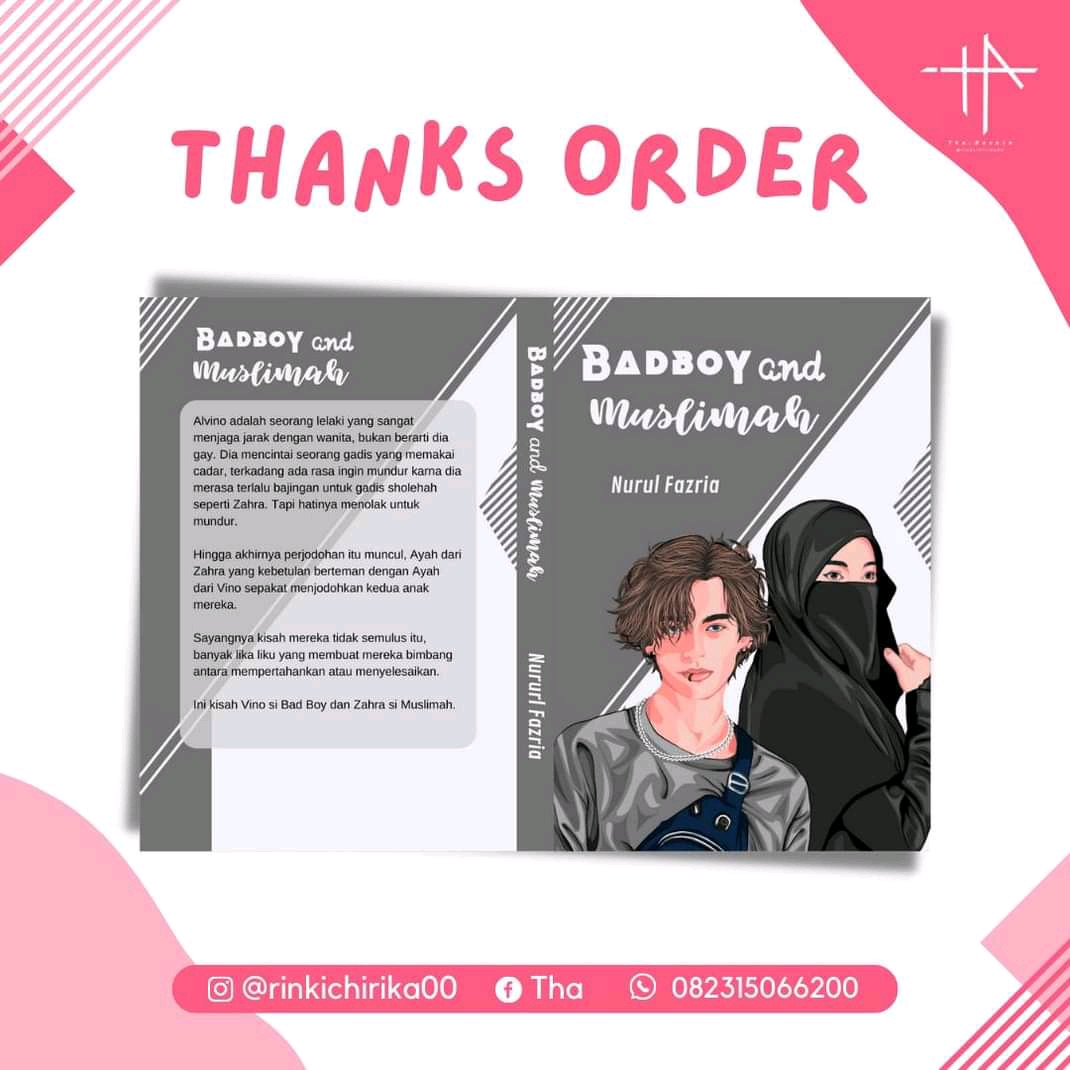 THANKS ORDER
BADBOY and
Muslimah
Alvino adalah seorang lelaki yang sangat
menjaga jarak dengan wanita, bukan berarti dia
gay. Dia mencintai seorang gadis yang memakai
cadar, terkadang ada rasa ingin mundur karna dia
merasa terlalu bajingan untuk gadis sholehah
seperti Zahra. Tapi hatinya menolak untuk
mundur.
Hingga akhirnya perjodohan itu muncul, Ayah dari
Zahra yang kebetulan berteman dengan Ayah
dari Vino sepakat menjodohkan kedua anak
mereka.
Sayangnya kisah mereka tidak semulus itu,
banyak lika liku yang membuat mereka bimbang
antara mempertahankan atau menyelesaikan.
Ini kisah Vino si Bad Boy dan Zahra si Muslimah.
BADBOY and Muslimah
Nururl Fazria
BADBOY and
Muslimah
Nurul Fazria
@rinkichirika00
Tha
082315066200